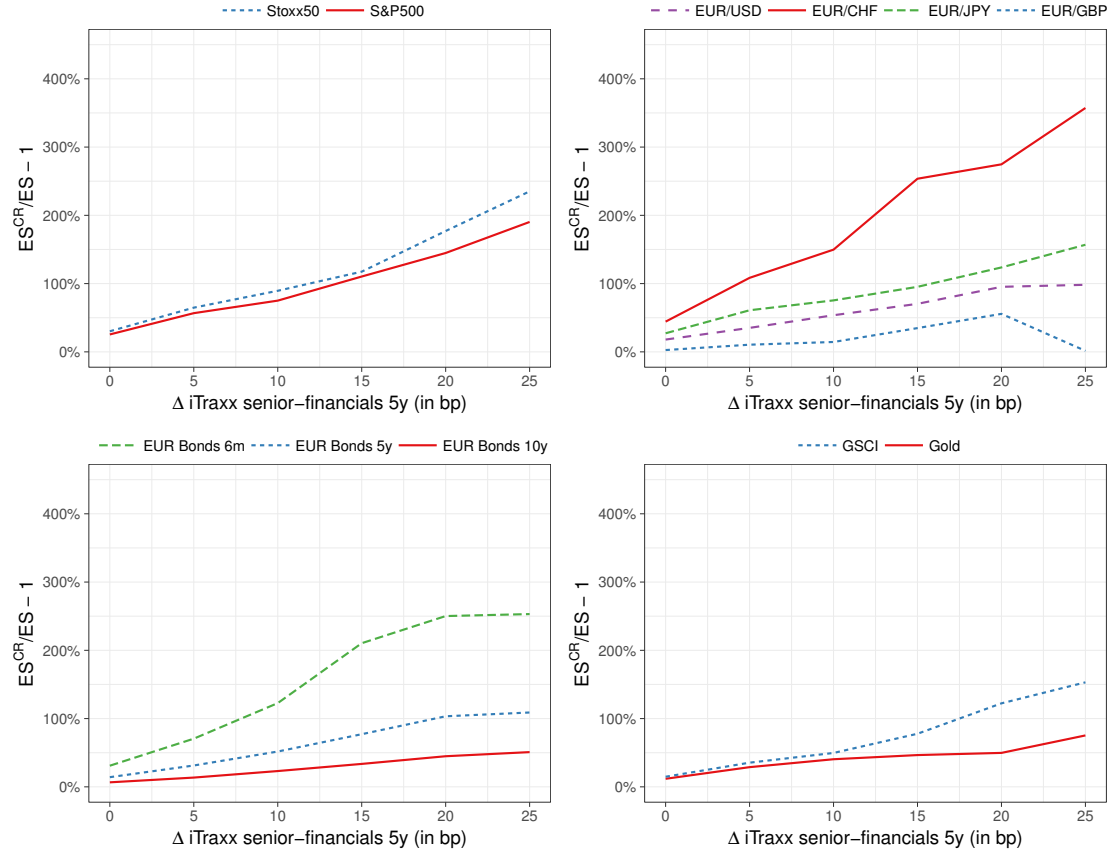 Stoxx50 S&P500
400%
300%
200%
100%
0%
ES^CR/ES − 1
0 5 10 15 20 25
Δ iTraxx senior−financials 5y (in bp)
EUR/USD EUR/CHF EUR/JPY EUR/GBP
400%
300%
200%
100%
0%
ES^CR/ES − 1
0 5 10 15 20 25
Δ iTraxx senior−financials 5y (in bp)
EUR Bonds 6m EUR Bonds 5y EUR Bonds 10y
400%
300%
200%
100%
0%
ES^CR/ES − 1
0 5 10 15 20 25
Δ iTraxx senior−financials 5y (in bp)
GSCI Gold
400%
300%
200%
100%
0%
ES^CR/ES − 1
0 5 10 15 20 25
Δ iTraxx senior−financials 5y (in bp)